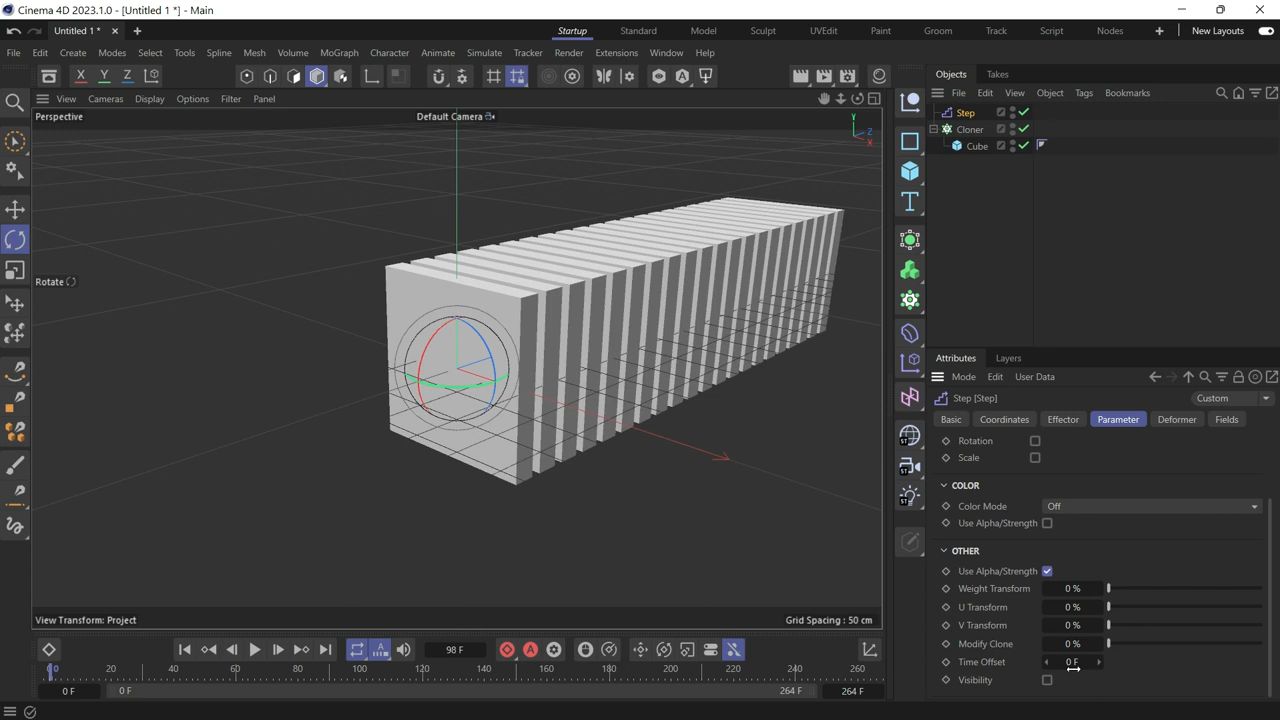 Cinema 4D 2023.1.0 - [Untitled 1 *] - Main
Untitled 1 *
Startup Standard Model Sculpt UVEdit Paint Groom Track Script Nodes New Layouts
File Edit Create Modes Select Tools Spline Mesh Volume MoGraph Character Animate Simulate Tracker Render Extensions Window Help
X Y Z
Objects Takes
View Cameras Display Options Filter Panel
File Edit View Object Tags Bookmarks
Perspective
Default Camera
Y
Z
X
Step
Cloner
Cube
Rotate
Attributes Layers
Mode Edit User Data
Step [Step]
Custom
Basic Coordinates Effector Parameter Deformer Fields
Rotation
Scale
COLOR
Color Mode Off
Use Alpha/Strength
OTHER
Use Alpha/Strength
Weight Transform 0 %
U Transform 0 %
V Transform 0 %
Modify Clone 0 %
Time Offset 0 F
Visibility
View Transform: Project
Grid Spacing : 50 cm
98 F
20 40 60 80 100 120 140 160 180 200 220 240 260
0 F 0 F 264 F 264 F